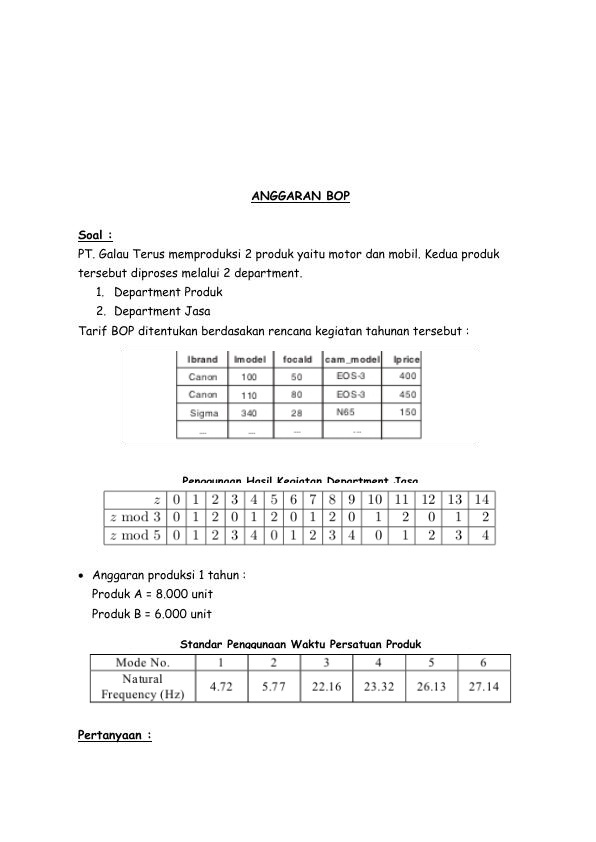 ANGGARAN BOP
Soal :
PT. Galau Terus memproduksi 2 produk yaitu motor dan mobil. Kedua produk
tersebut diproses melalui 2 department.
1. Department Produk
2. Department Jasa
Tarif BOP ditentukan berdasakan rencana kegiatan tahunan tersebut :
lbrand lmodel focald cam_model lprice
Canon 100 50 EOS-3 400
Canon 110 80 EOS-3 450
Sigma 340 28 N65 150
... ... ... ...
Penggunaan Hasil Kegiatan Department Jasa
z 0 1 2 3 4 5 6 7 8 9 10 11 12 13 14
z mod 3 0 1 2 0 1 2 0 1 2 0 1 2 0 1 2
z mod 5 0 1 2 3 4 0 1 2 3 4 0 1 2 3 4
• Anggaran produksi 1 tahun :
Produk A = 8.000 unit
Produk B = 6.000 unit
Standar Penggunaan Waktu Persatuan Produk
Mode No. 1 2 3 4 5 6
Natural
Frequency (Hz) 4.72 5.77 22.16 23.32 26.13 27.14
Pertanyaan :